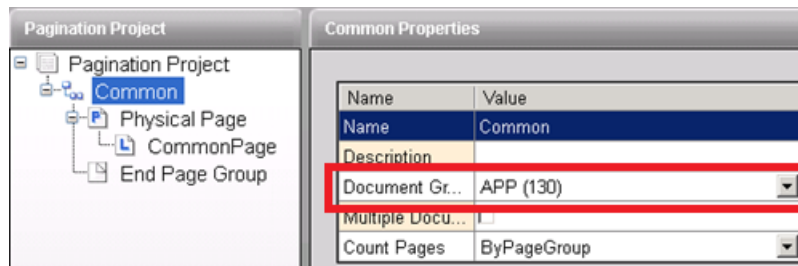 Pagination Project
Common Properties
Pagination Project
Common
Physical Page
CommonPage
End Page Group
Name Value
Name Common
Description
Document Gr... APP (130)
Multiple Docu...
Count Pages ByPageGroup